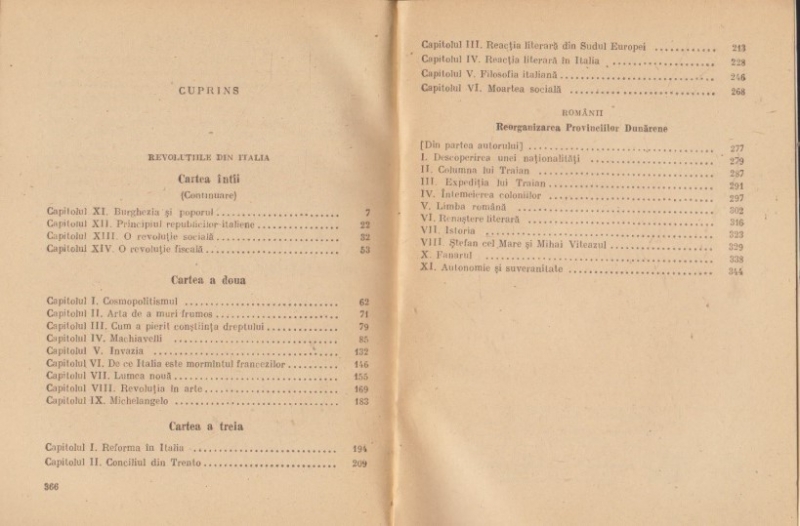 CUPRINS
REVOLUȚIILE DIN ITALIA
Cartea întîi
(Continuare)
Capitolul XI. Burghezia și poporul . . . . . . . . . . . . . . . . . . . . 7
Capitolul XII. Principiul republicilor italiene . . . . . . . . . . . . . . . . 22
Capitolul XIII. O revoluție socială . . . . . . . . . . . . . . . . . . . . 32
Capitolul XIV. O revoluție fiscală . . . . . . . . . . . . . . . . . . . . 53
Cartea a doua
Capitolul I. Cosmopolitismul . . . . . . . . . . . . . . . . . . . . 62
Capitolul II. Arta de a muri frumos . . . . . . . . . . . . . . . . . . . . 71
Capitolul III. Cum a pierit conștiința dreptului . . . . . . . . . . . . 79
Capitolul IV. Machiavelli . . . . . . . . . . . . . . . . . . . . 85
Capitolul V. Invazia . . . . . . . . . . . . . . . . . . . . 132
Capitolul VI. De ce Italia este mormîntul francezilor . . . . . . . . 146
Capitolul VII. Lumea nouă . . . . . . . . . . . . . . . . . . . . 155
Capitolul VIII. Revoluția în arte . . . . . . . . . . . . . . . . . . . . 169
Capitolul IX. Michelangelo . . . . . . . . . . . . . . . . . . . . 183
Cartea a treia
Capitolul I. Reforma în Italia . . . . . . . . . . . . . . . . . . . . 194
Capitolul II. Conciliul din Trento . . . . . . . . . . . . . . . . . . . . 209
366
Capitolul III. Reacția literară din Sudul Europei . . . . . . . . . . . 213
Capitolul IV. Reacția literară în Italia . . . . . . . . . . . . . . . . 228
Capitolul V. Filosofia italiană . . . . . . . . . . . . . . . . . . . . 246
Capitolul VI. Moartea socială . . . . . . . . . . . . . . . . . . . . 268
ROMÂNII
Reorganizarea Provinciilor Dunărene
[Din partea autorului] . . . . . . . . . . . . . . . . . . . . 277
I. Descoperirea unei naționalități . . . . . . . . . . . . . . . . 279
II. Columna lui Traian . . . . . . . . . . . . . . . . . . . . 287
III. Expediția lui Traian . . . . . . . . . . . . . . . . . . . . 291
IV. Întemeierea coloniilor . . . . . . . . . . . . . . . . . . . . 297
V. Limba română . . . . . . . . . . . . . . . . . . . . 302
VI. Renaștere literară . . . . . . . . . . . . . . . . . . . . 316
VII. Istoria . . . . . . . . . . . . . . . . . . . . 323
VIII. Ștefan cel Mare și Mihai Viteazul . . . . . . . . . . . . . . . . 329
X. Fanarul . . . . . . . . . . . . . . . . . . . . 338
XI. Autonomie și suveranitate . . . . . . . . . . . . . . . . . . . . 344